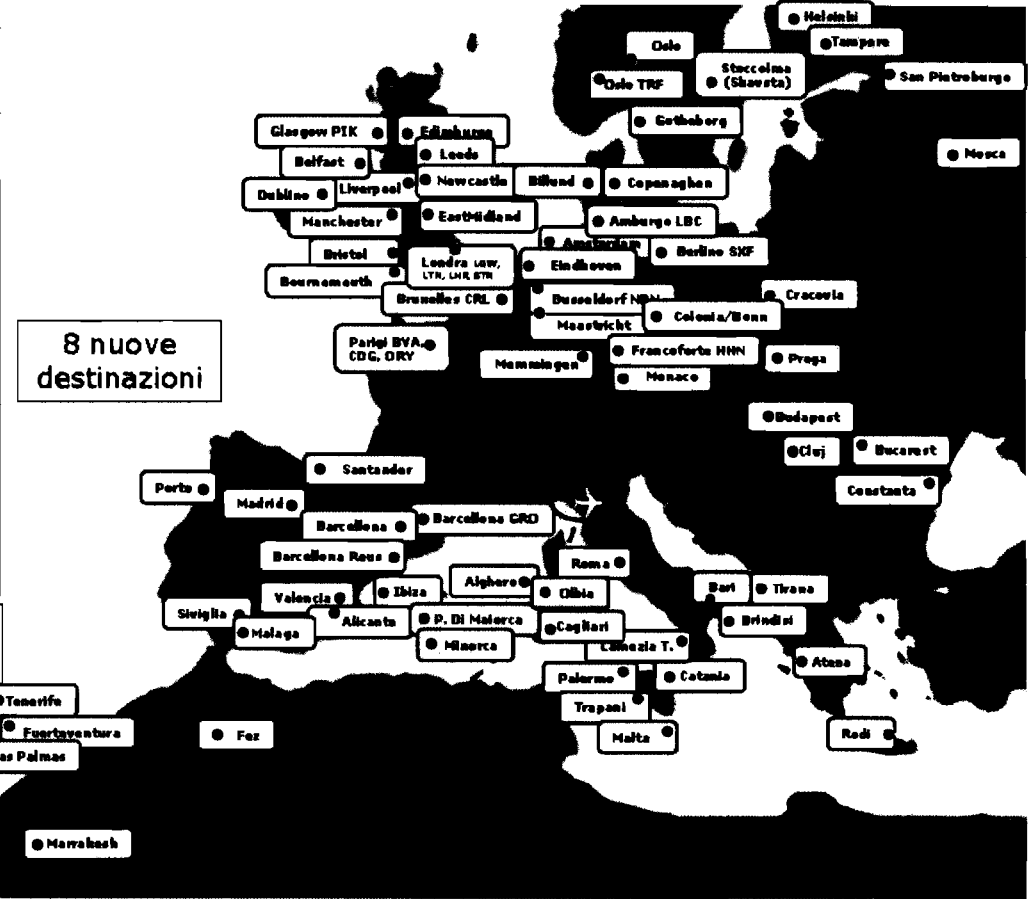 Helsinki
Oslo
Tampere
Stoccolma
(Skavsta)
San Pietroburgo
Oslo TRF
Gothenborg
Glasgow PIK
Edimburgo
Leeds
Mosca
Belfast
Liverpool
Newcastle
Billund
Copenaghen
Dublino
Manchester
EastMidland
Amburgo LBC
Amsterdam
Berlino SXF
Bristol
Londra LGW,
LTN, LHR, STN
Eindhoven
Bournemouth
Bruxelles CRL
Dusseldorf NRN
Cracovia
Maastricht
Colonia/Bonn
8 nuove
destinazioni
Parigi BVA,
CDG, ORY
Memmingen
Francoforte HHN
Praga
Monaco
Budapest
Cluj
Bucarest
Santander
Porto
Madrid
Constanta
Barcellona
Barcellona GRO
Barcellona Reus
Roma
Alghero
Olbia
Bari
Tirana
Valencia
Ibiza
Siviglia
Alicante
P. Di Maiorca
Cagliari
Brindisi
Malaga
Minorca
Lamezia T.
Atene
Palermo
Catania
Tenerife
Trapani
Fuerteventura
Fez
Malta
Rodi
as Palmas
Marrakesh